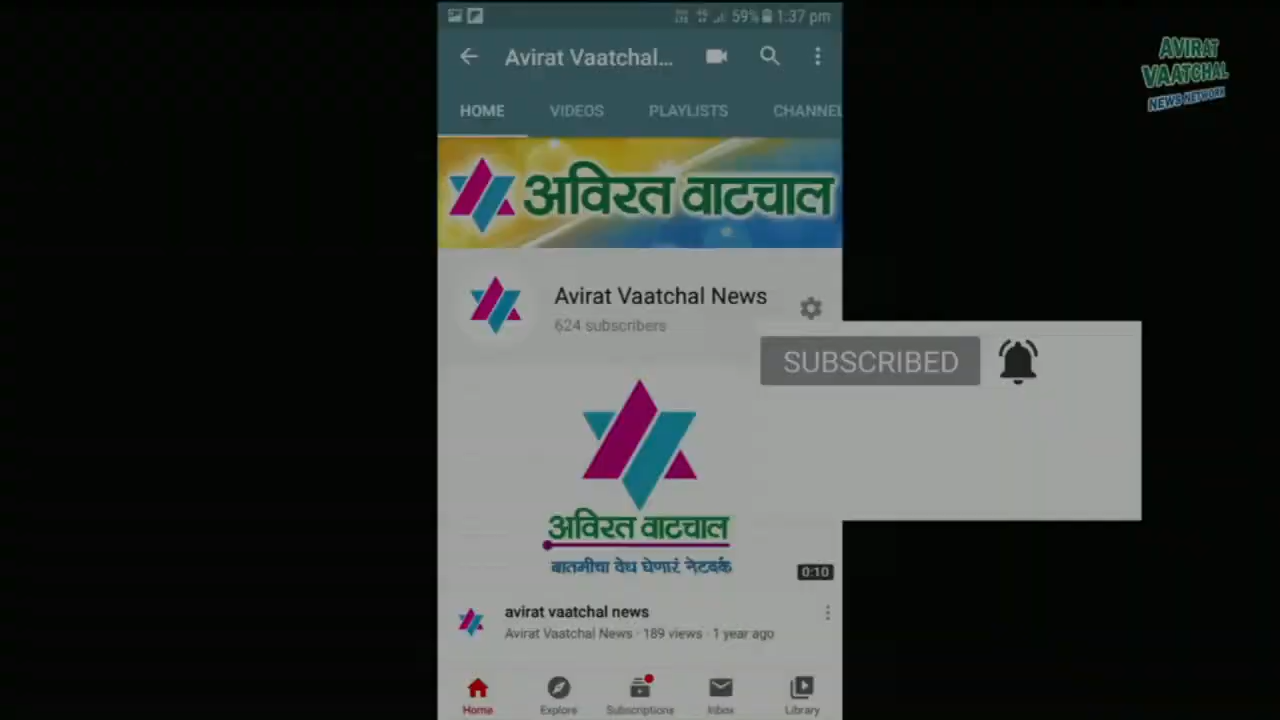 59% 1:37 pm
Avirat Vaatchal...
HOME VIDEOS PLAYLISTS CHANNEL
अविरत वाटचाल
Avirat Vaatchal News
624 subscribers
SUBSCRIBED
अविरत वाटचाल
बातमीचा वेध घेणारं नेटवर्क
0:10
avirat vaatchal news
Avirat Vaatchal News · 189 views · 1 year ago
Home Explore Subscriptions Inbox Library
AVIRAT
VAATCHAL
NEWS NETWORK